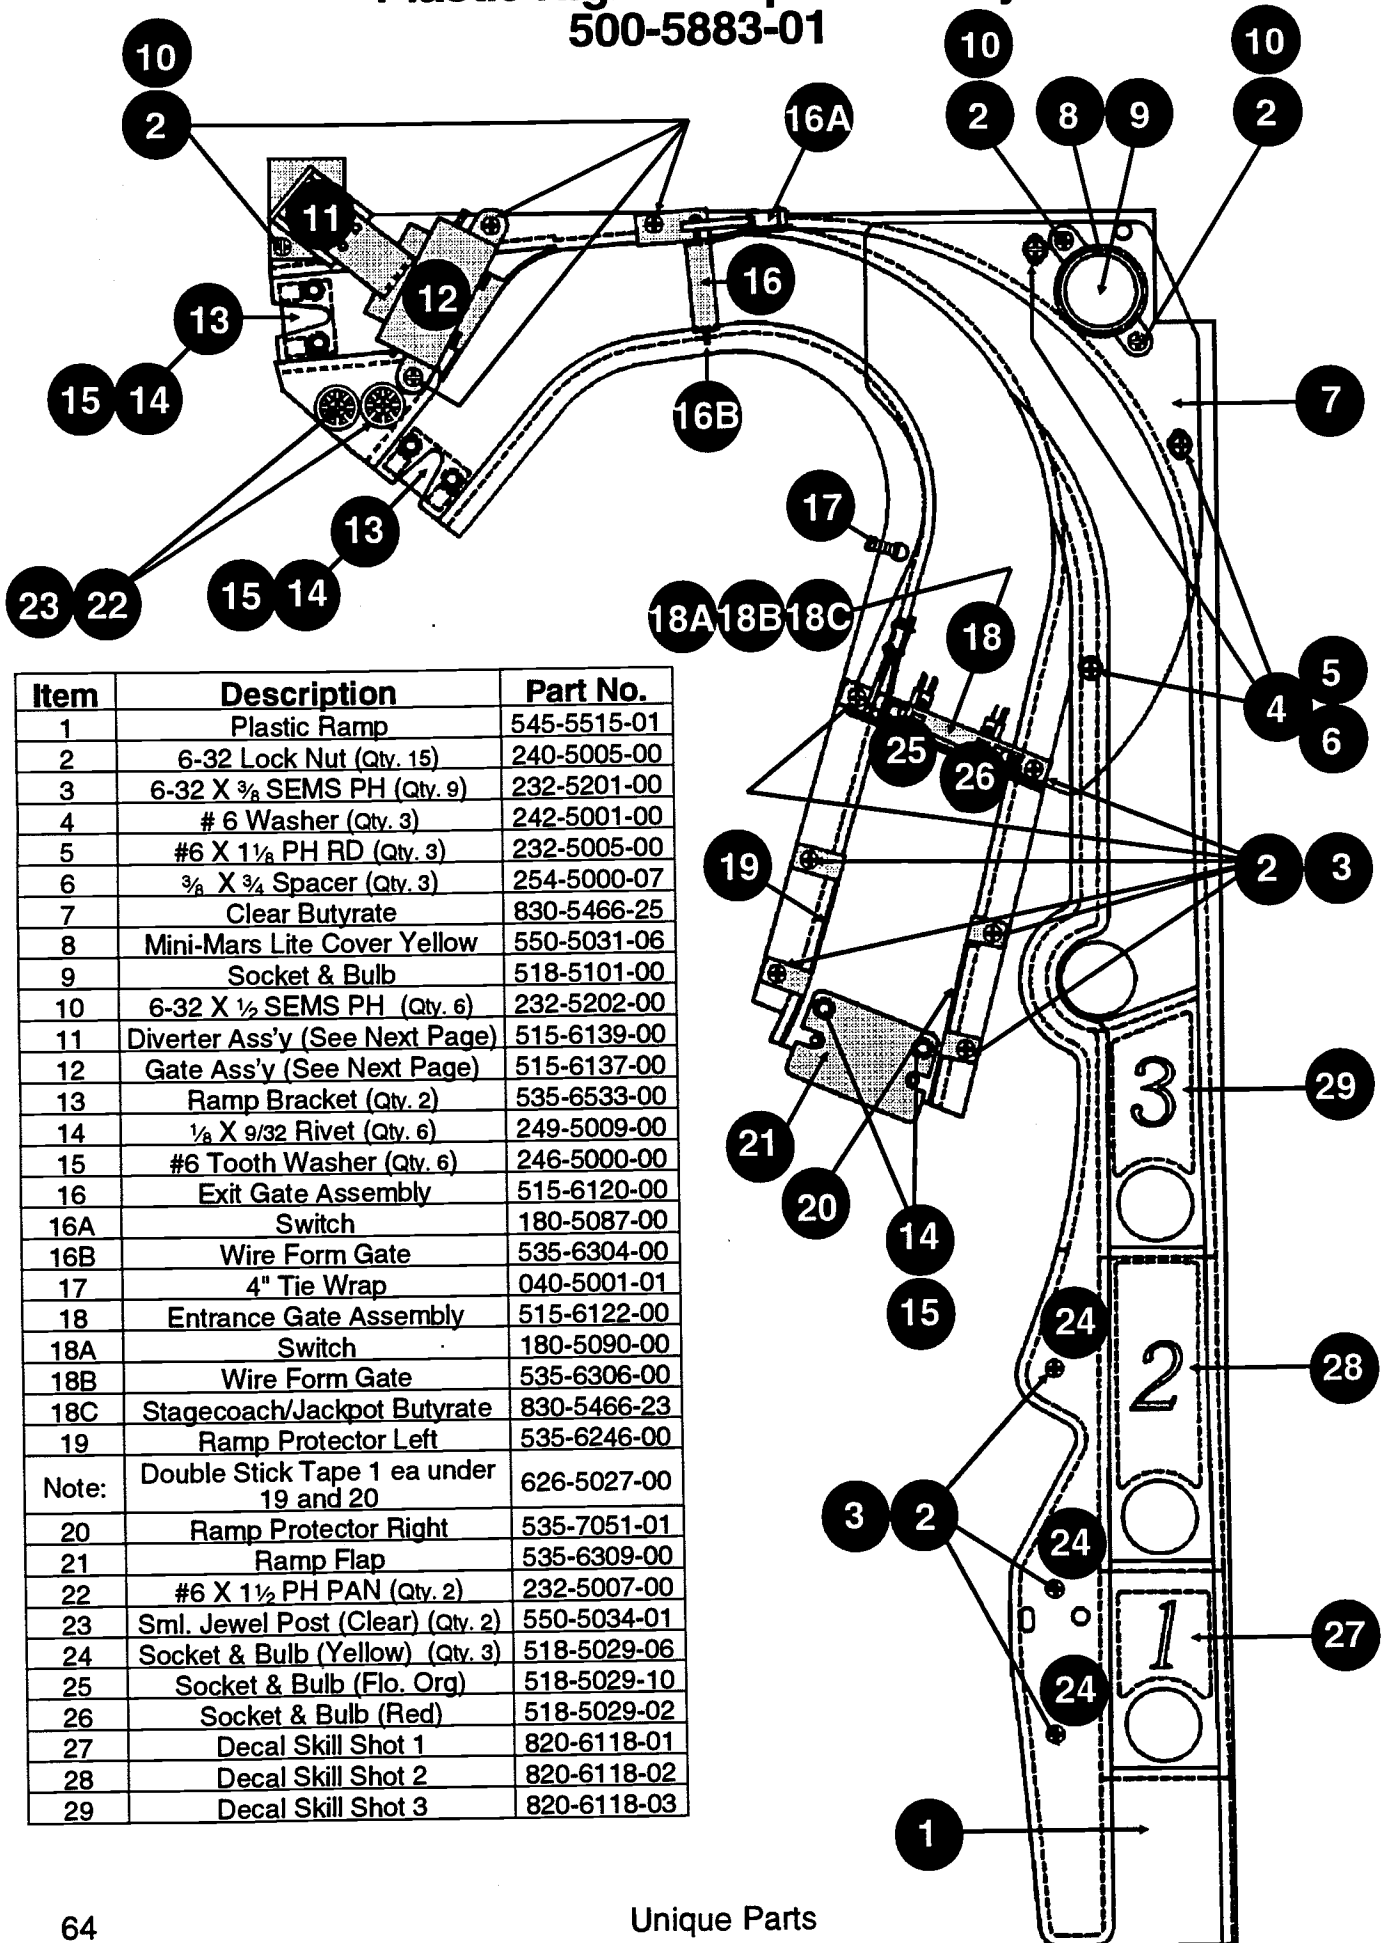 Plastic
500-5883-01
10
2
10
2
8
9
10
2
16A
11
12
16
13
15 14
16B
7
17
13
23 22
15 14
18A 18B 18C
18
5
4
6
25
26
19
2 3
21
20
14
15
3
29
24
2
28
3 2
24
1
27
24
1
Item Description Part No.
1 Plastic Ramp 545-5515-01
2 6-32 Lock Nut (Qty. 15) 240-5005-00
3 6-32 X ⅜ SEMS PH (Qty. 9) 232-5201-00
4 # 6 Washer (Qty. 3) 242-5001-00
5 #6 X 1⅛ PH RD (Qty. 3) 232-5005-00
6 ⅜ X ¾ Spacer (Qty. 3) 254-5000-07
7 Clear Butyrate 830-5466-25
8 Mini-Mars Lite Cover Yellow 550-5031-06
9 Socket & Bulb 518-5101-00
10 6-32 X ½ SEMS PH (Qty. 6) 232-5202-00
11 Diverter Ass'y (See Next Page) 515-6139-00
12 Gate Ass'y (See Next Page) 515-6137-00
13 Ramp Bracket (Qty. 2) 535-6533-00
14 ⅛ X 9/32 Rivet (Qty. 6) 249-5009-00
15 #6 Tooth Washer (Qty. 6) 246-5000-00
16 Exit Gate Assembly 515-6120-00
16A Switch 180-5087-00
16B Wire Form Gate 535-6304-00
17 4" Tie Wrap 040-5001-01
18 Entrance Gate Assembly 515-6122-00
18A Switch 180-5090-00
18B Wire Form Gate 535-6306-00
18C Stagecoach/Jackpot Butyrate 830-5466-23
19 Ramp Protector Left 535-6246-00
Note: Double Stick Tape 1 ea under 19 and 20 626-5027-00
20 Ramp Protector Right 535-7051-01
21 Ramp Flap 535-6309-00
22 #6 X 1½ PH PAN (Qty. 2) 232-5007-00
23 Sml. Jewel Post (Clear) (Qty. 2) 550-5034-01
24 Socket & Bulb (Yellow) (Qty. 3) 518-5029-06
25 Socket & Bulb (Flo. Org) 518-5029-10
26 Socket & Bulb (Red) 518-5029-02
27 Decal Skill Shot 1 820-6118-01
28 Decal Skill Shot 2 820-6118-02
29 Decal Skill Shot 3 820-6118-03
64
Unique Parts